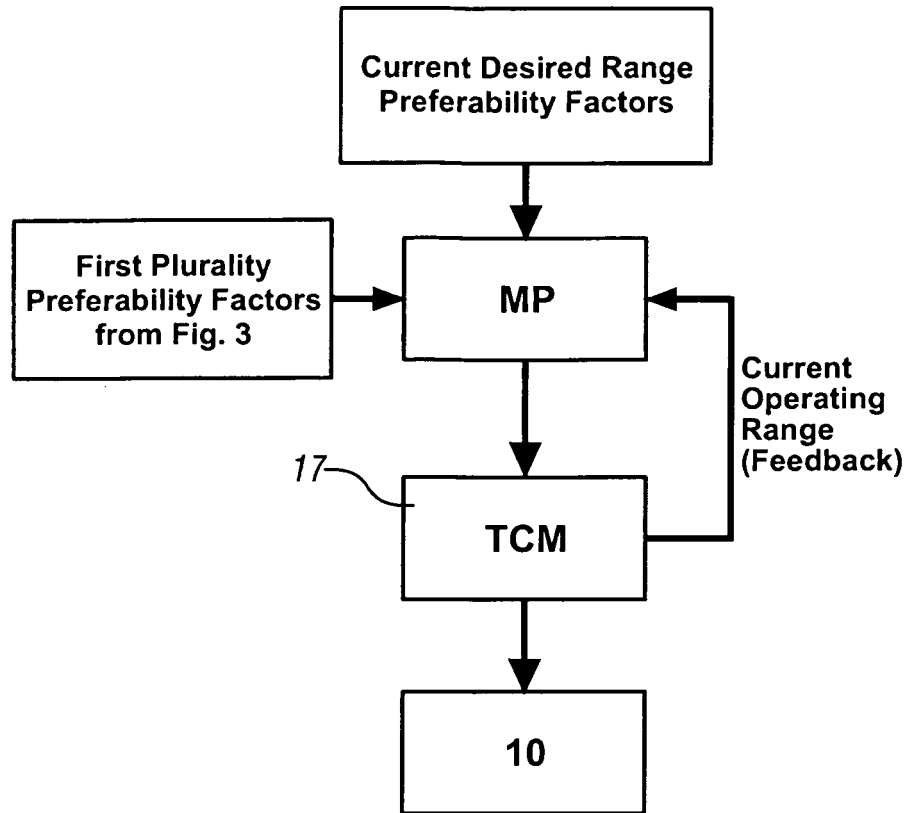 Current Desired Range
Preferability Factors
First Plurality
Preferability Factors
from Fig. 3
MP
Current
Operating
Range
(Feedback)
17
TCM
10